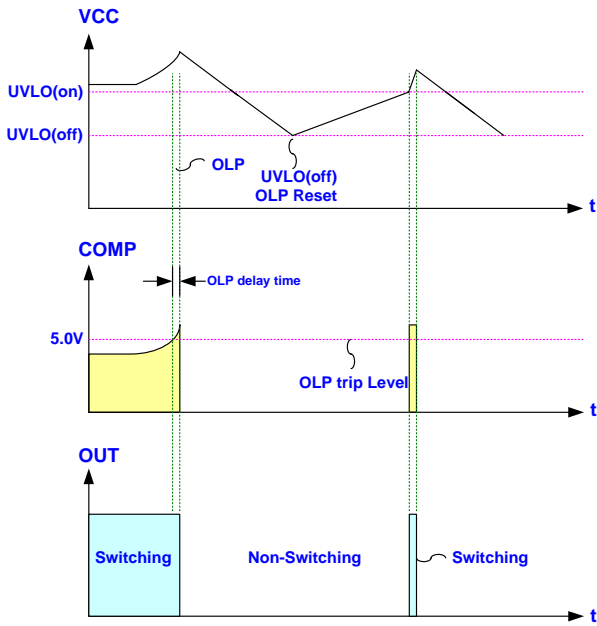 VCC
UVLO(on)
UVLO(off)
OLP
UVLO(off)
OLP Reset
t
COMP
OLP delay time
5.0V
OLP trip Level
t
OUT
Switching
Non-Switching
Switching
t